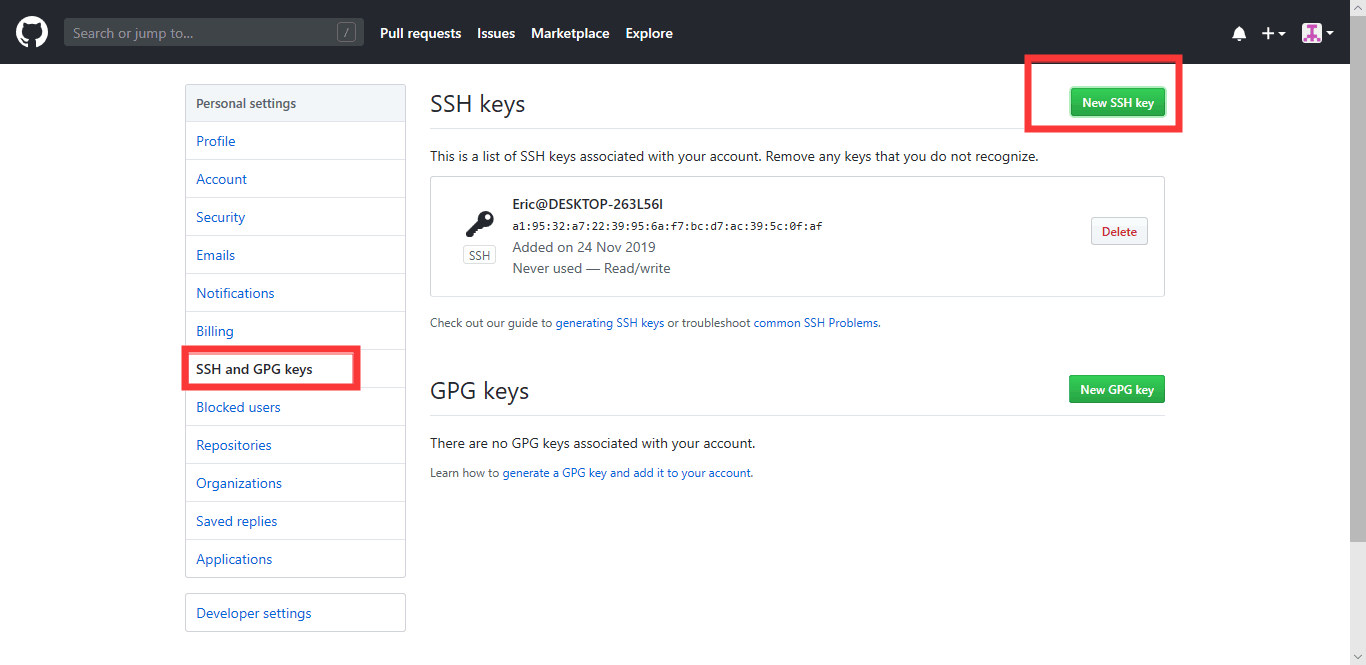 Search or jump to...
/
Pull requests
Issues
Marketplace
Explore
Personal settings
Profile
Account
Security
Emails
Notifications
Billing
SSH and GPG keys
Blocked users
Repositories
Organizations
Saved replies
Applications
Developer settings
SSH keys
New SSH key
This is a list of SSH keys associated with your account. Remove any keys that you do not recognize.
SSH
Eric@DESKTOP-263L56I
a1:95:32:a7:22:39:95:6a:f7:bc:d7:ac:39:5c:0f:af
Added on 24 Nov 2019
Never used — Read/write
Delete
Check out our guide to generating SSH keys or troubleshoot common SSH Problems.
GPG keys
New GPG key
There are no GPG keys associated with your account.
Learn how to generate a GPG key and add it to your account.